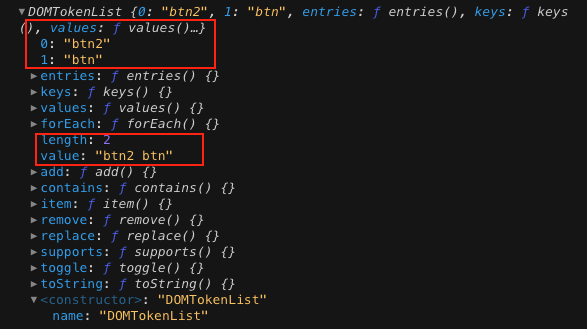 ▼DOMTokenList {0: "btn2", 1: "btn", entries: ƒ entries(), keys: ƒ keys
(), values: ƒ values()…}
0: "btn2"
1: "btn"
▶entries: ƒ entries() {}
▶keys: ƒ keys() {}
▶values: ƒ values() {}
▶forEach: ƒ forEach() {}
length: 2
value: "btn2 btn"
▶add: ƒ add() {}
▶contains: ƒ contains() {}
▶item: ƒ item() {}
▶remove: ƒ remove() {}
▶replace: ƒ replace() {}
▶supports: ƒ supports() {}
▶toggle: ƒ toggle() {}
▶toString: ƒ toString() {}
▼<constructor>: "DOMTokenList"
name: "DOMTokenList"